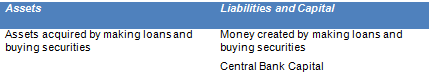 Assets Liabilities and Capital
Assets acquired by making loans and Money created by making loans and
buying securities buying securities
Central Bank Capital